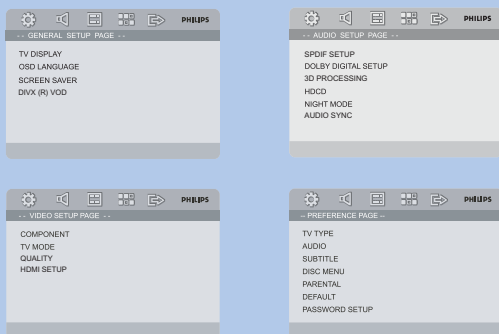 PHILIPS
- - GENERAL SETUP PAGE - -
TV DISPLAY
OSD LANGUAGE
SCREEN SAVER
DIVX (R) VOD
PHILIPS
- - AUDIO SETUP PAGE - -
SPDIF SETUP
DOLBY DIGITAL SETUP
3D PROCESSING
HDCD
NIGHT MODE
AUDIO SYNC
PHILIPS
- - VIDEO SETUP PAGE - -
COMPONENT
TV MODE
QUALITY
HDMI SETUP
PHILIPS
-- PREFERENCE PAGE --
TV TYPE
AUDIO
SUBTITLE
DISC MENU
PARENTAL
DEFAULT
PASSWORD SETUP